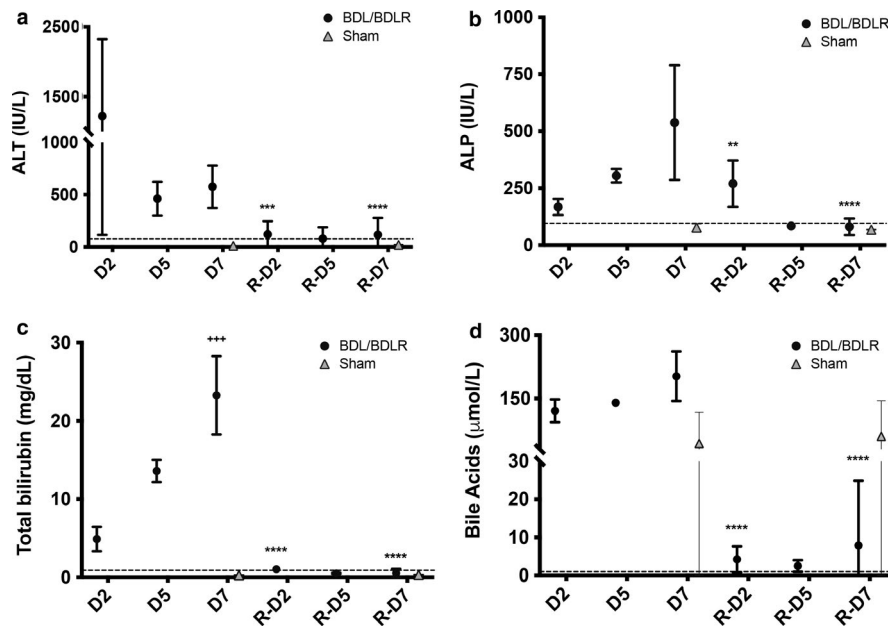 a
BDL/BDLR
Sham
ALT (IU/L)
2500
1500
1000
500
0
***
****
D2 D5 D7 R-D2 R-D5 R-D7
b
BDL/BDLR
Sham
ALP (IU/L)
1000
750
500
250
0
**
****
D2 D5 D7 R-D2 R-D5 R-D7
c
BDL/BDLR
Sham
Total bilirubin (mg/dL)
30
20
10
0
+++
****
****
D2 D5 D7 R-D2 R-D5 R-D7
d
BDL/BDLR
Sham
Bile Acids (μmol/L)
300
150
30
20
10
0
****
****
D2 D5 D7 R-D2 R-D5 R-D7